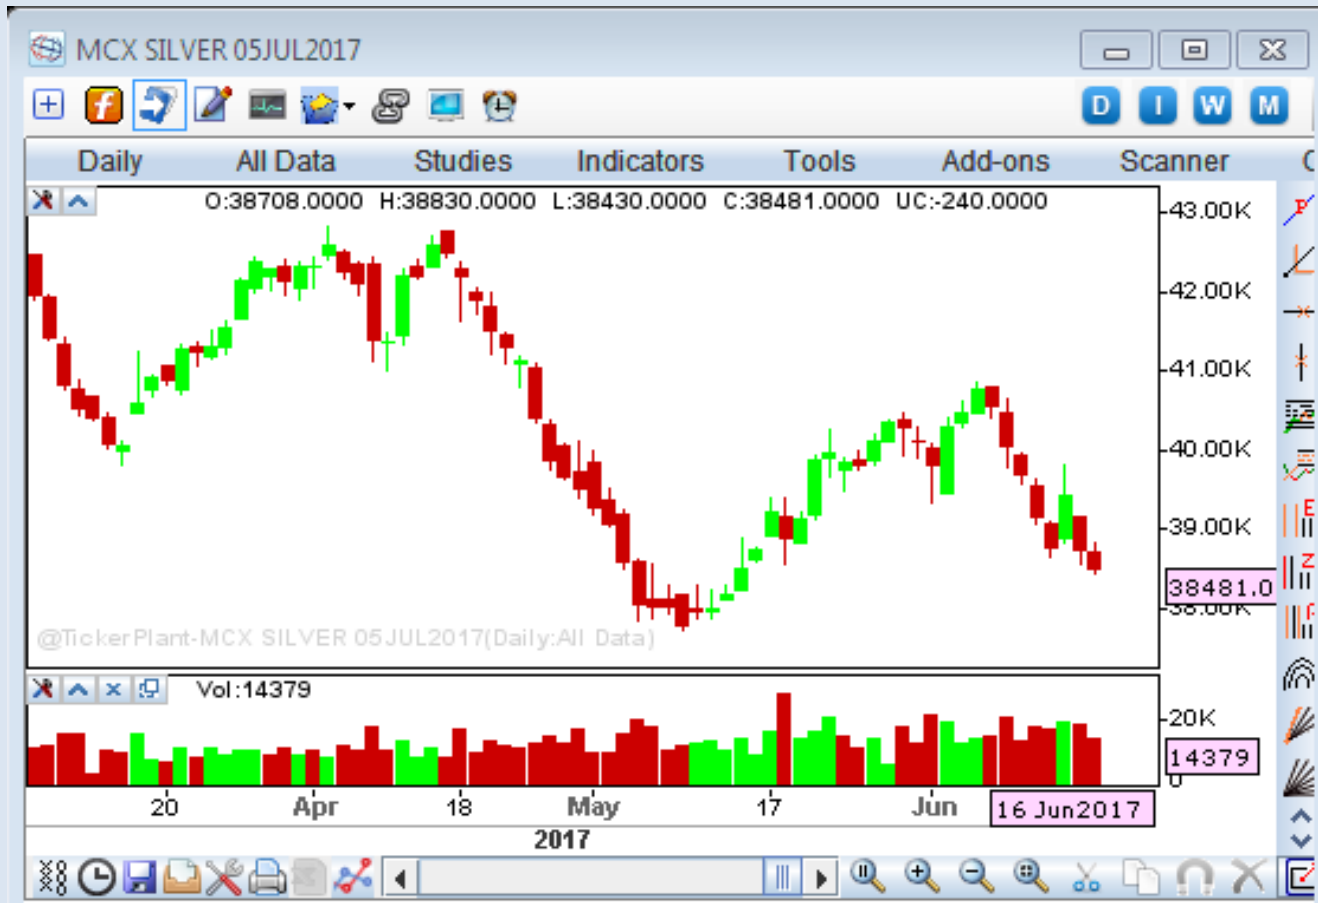 MCX SILVER 05JUL2017
D I W M
Daily All Data Studies Indicators Tools Add-ons Scanner
O:38708.0000 H:38830.0000 L:38430.0000 C:38481.0000 UC:-240.0000
43.00K
42.00K
41.00K
40.00K
39.00K
38481.0
38.00K
@TickerPlant-MCX SILVER 05JUL2017(Daily:All Data)
Vol:14379
20K
14379
0
20 Apr 18 May 17 Jun 16 Jun2017
2017